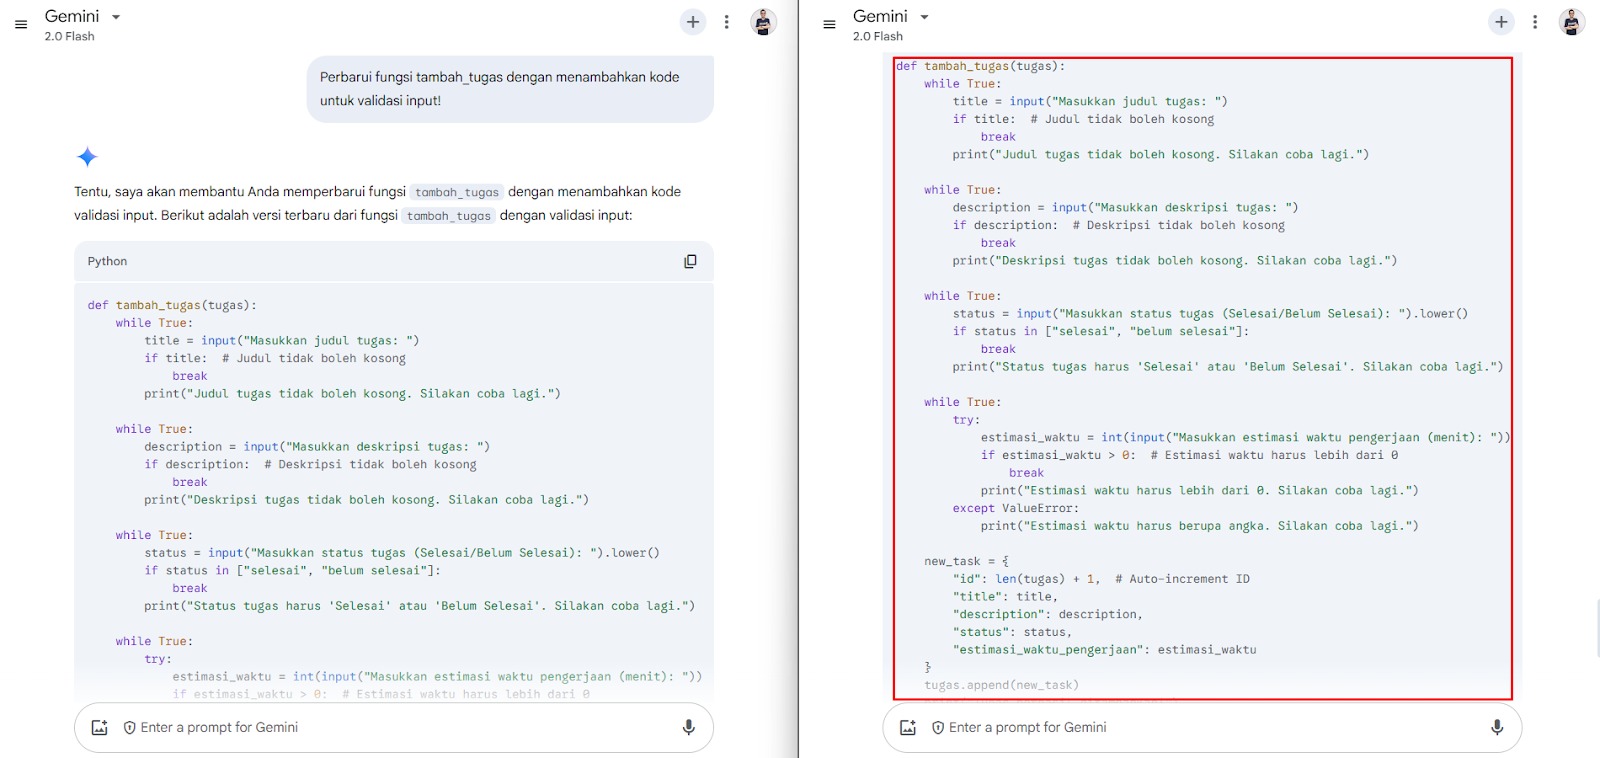 Gemini
2.0 Flash
Perbarui fungsi tambah_tugas dengan menambahkan kode
untuk validasi input!
Tentu, saya akan membantu Anda memperbarui fungsi tambah_tugas dengan menambahkan kode
validasi input. Berikut adalah versi terbaru dari fungsi tambah_tugas dengan validasi input:
Python
def tambah_tugas(tugas):
    while True:
        title = input("Masukkan judul tugas: ")
        if title:  # Judul tidak boleh kosong
            break
        print("Judul tugas tidak boleh kosong. Silakan coba lagi.")
    while True:
        description = input("Masukkan deskripsi tugas: ")
        if description:  # Deskripsi tidak boleh kosong
            break
        print("Deskripsi tugas tidak boleh kosong. Silakan coba lagi.")
    while True:
        status = input("Masukkan status tugas (Selesai/Belum Selesai): ").lower()
        if status in ["selesai", "belum selesai"]:
            break
        print("Status tugas harus 'Selesai' atau 'Belum Selesai'. Silakan coba lagi.")
    while True:
        try:
            estimasi_waktu = int(input("Masukkan estimasi waktu pengerjaan (menit): "))
            if estimasi_waktu > 0:  # Estimasi waktu harus lebih dari 0
Enter a prompt for Gemini
Gemini
2.0 Flash
def tambah_tugas(tugas):
    while True:
        title = input("Masukkan judul tugas: ")
        if title:  # Judul tidak boleh kosong
            break
        print("Judul tugas tidak boleh kosong. Silakan coba lagi.")
    while True:
        description = input("Masukkan deskripsi tugas: ")
        if description:  # Deskripsi tidak boleh kosong
            break
        print("Deskripsi tugas tidak boleh kosong. Silakan coba lagi.")
    while True:
        status = input("Masukkan status tugas (Selesai/Belum Selesai): ").lower()
        if status in ["selesai", "belum selesai"]:
            break
        print("Status tugas harus 'Selesai' atau 'Belum Selesai'. Silakan coba lagi.")
    while True:
        try:
            estimasi_waktu = int(input("Masukkan estimasi waktu pengerjaan (menit): "))
            if estimasi_waktu > 0:  # Estimasi waktu harus lebih dari 0
                break
            print("Estimasi waktu harus lebih dari 0. Silakan coba lagi.")
        except ValueError:
            print("Estimasi waktu harus berupa angka. Silakan coba lagi.")
    new_task = {
        "id": len(tugas) + 1,  # Auto-increment ID
        "title": title,
        "description": description,
        "status": status,
        "estimasi_waktu_pengerjaan": estimasi_waktu
    }
    tugas.append(new_task)
Enter a prompt for Gemini